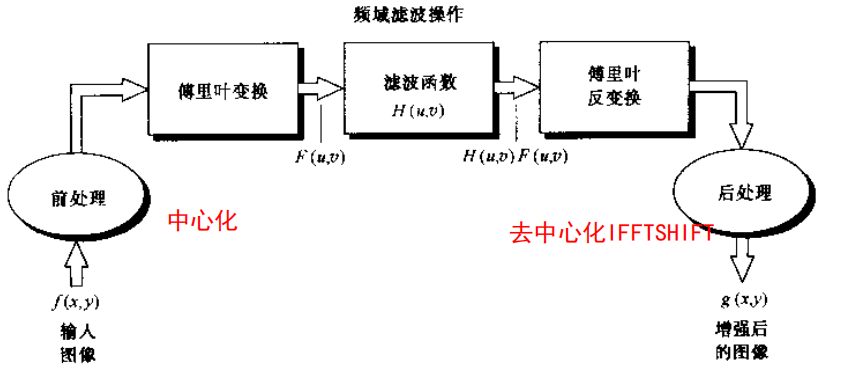 频域滤波操作
傅里叶变换
滤波函数
H(u,v)
傅里叶
反变换
F(u,v)
H(u,v)F(u,v)
前处理
中心化
后处理
去中心化IFFTSHIFT
f(x,y)
输入
图像
g(x,y)
增强后
的图像